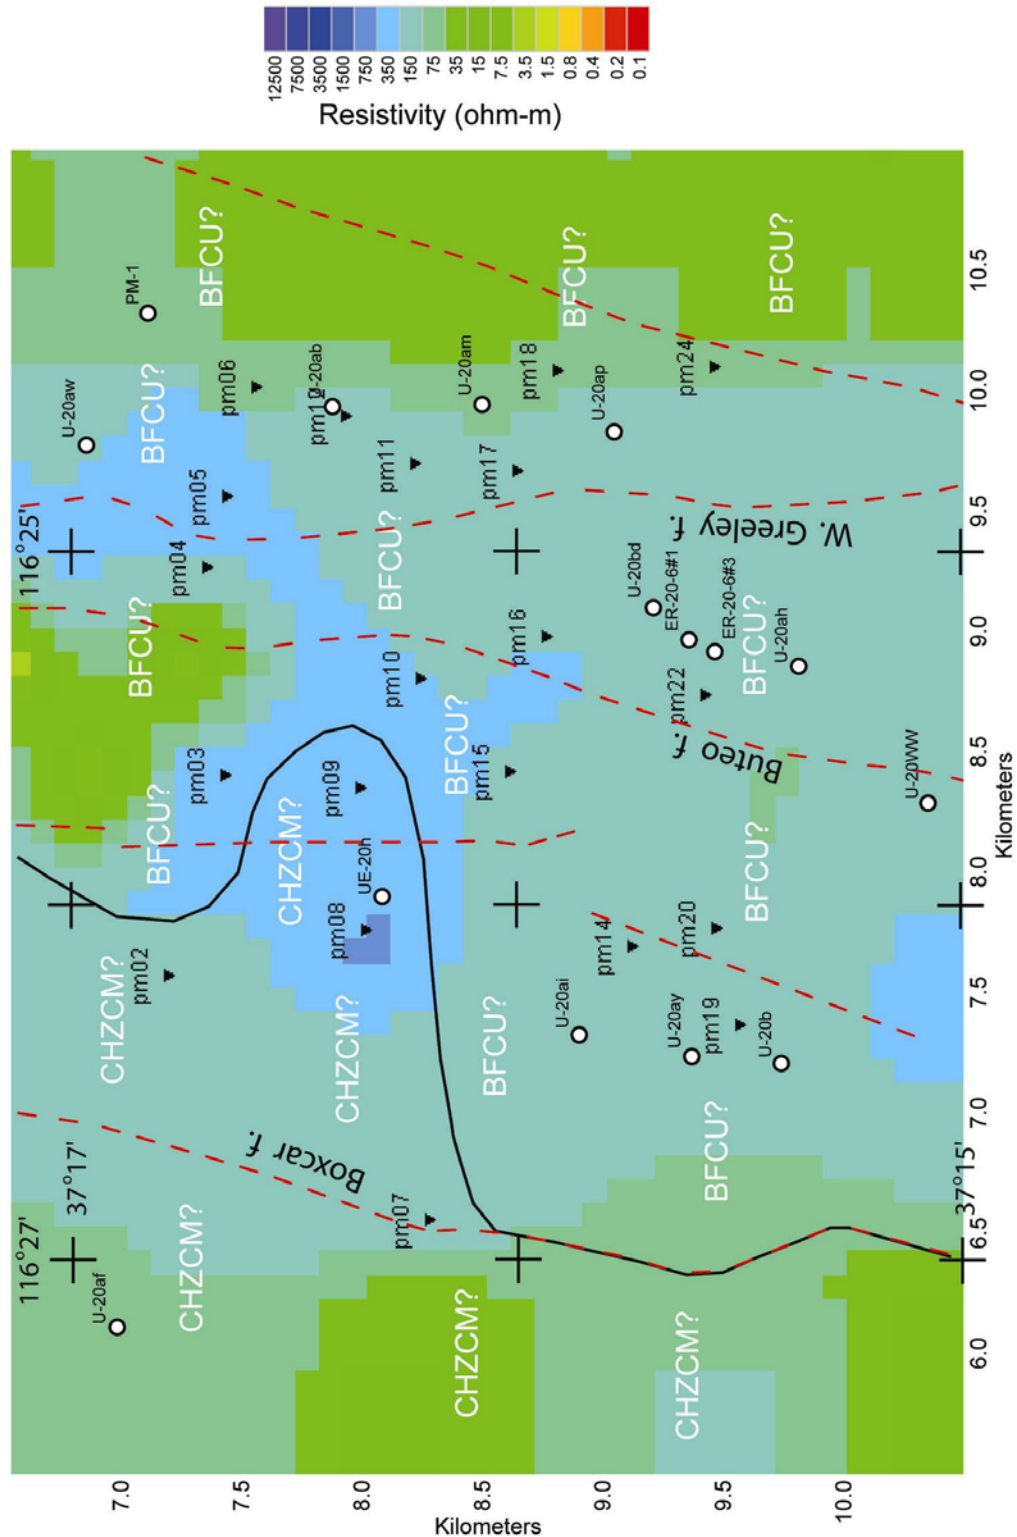 12500
7500
3500
1500
750
350
150
75
35
15
7.5
3.5
1.5
0.8
0.4
0.2
0.1
Resistivity (ohm-m)
BFCU?
BFCU?
BFCU?
PM-1
U-20aw
BFCU?
pm06
U-20ab
pm12
U-20am
pm18
U-20ap
pm24
pm05
pm11
pm17
116°25'
pm04
BFCU?
W. Greeley f.
BFCU?
pm16
U-20bd
ER-20-6#1
ER-20-6#3
BFCU?
U-20ah
pm10
pm22
pm03
pm09
BFCU?
pm15
Buteo f.
BFCU?
CHZCM?
UE-20h
U-20WW
BFCU?
pm08
pm14
pm20
CHZCM?
pm02
CHZCM?
BFCU?
U-20ai
U-20ay
pm19
U-20b
Boxcar f.
BFCU?
37°17'
37°15'
116°27'
pm07
CHZCM?
U-20af
CHZCM?
CHZCM?
10.5
10.0
9.5
9.0
8.5
8.0
7.5
7.0
6.5
6.0
Kilometers
7.0
7.5
8.0
8.5
9.0
9.5
10.0
Kilometers